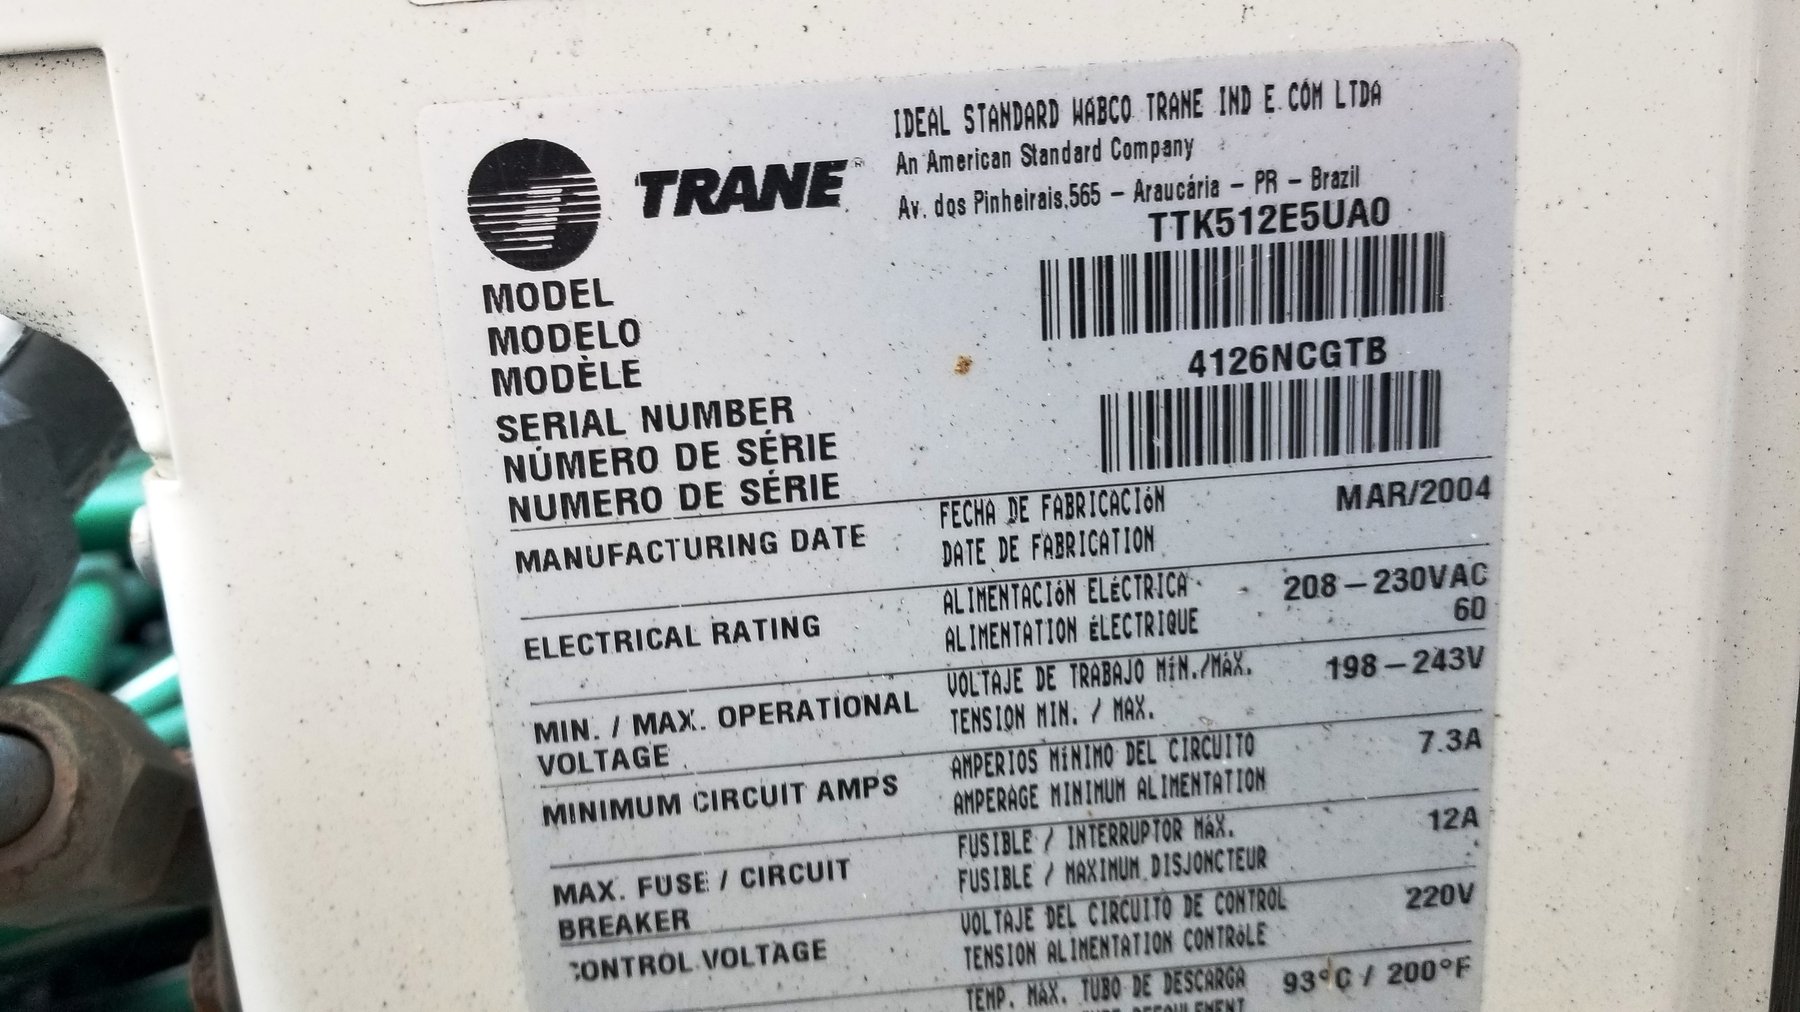 IDEAL STANDARD WABCO TRANE IND E.CÓM LTDA
An American Standard Company
Av. dos Pinheirais,565 – Araucária – PR – Brazil
TRANE®
TTK512E5UA0
MODEL
MODELO
MODÈLE
4126NCGTB
SERIAL NUMBER
NÚMERO DE SÉRIE
NUMERO DE SÉRIE
MANUFACTURING DATE
FECHA DE FABRICACIóN
DATE DE FABRICATION
MAR/2004
ELECTRICAL RATING
ALIMENTACIóN ELéCTRICA
ALIMENTATION éLECTRIQUE
208 – 230VAC
60
MIN. / MAX. OPERATIONAL
VOLTAGE
VOLTAJE DE TRABAJO MíN./MáX.
TENSION MIN. / MAX.
198 – 243V
MINIMUM CIRCUIT AMPS
AMPERIOS MíNIMO DEL CIRCUITO
AMPERAGE MINIMUM ALIMENTATION
7.3A
MAX. FUSE / CIRCUIT
BREAKER
FUSIBLE / INTERRUPTOR MáX.
FUSIBLE / MAXIMUM DISJONCTEUR
12A
CONTROL VOLTAGE
VOLTAJE DEL CIRCUITO DE CONTROL
TENSION ALIMENTATION CONTRôLE
220V
TEMP. MáX. TUBO DE DESCARGA
93°C / 200°F